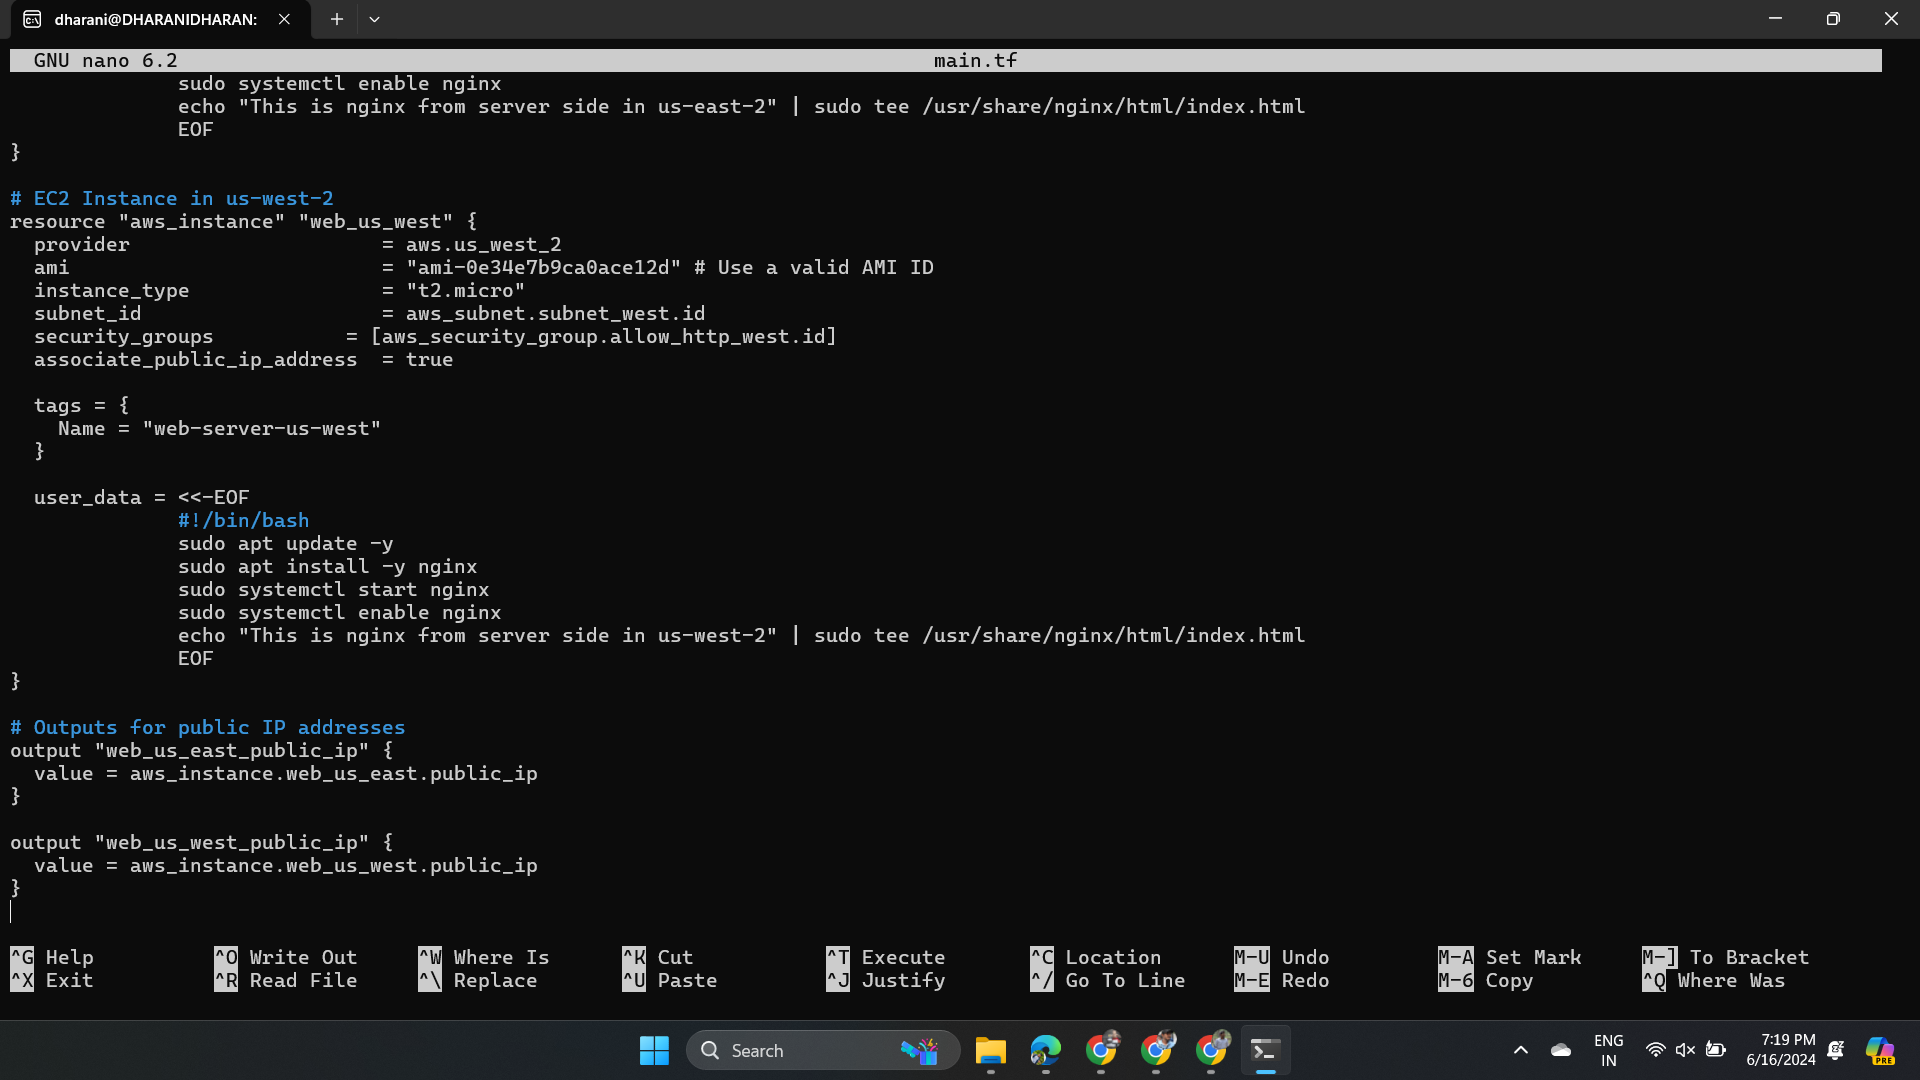 dharani@DHARANIDHARAN:
GNU nano 6.2 main.tf
sudo systemctl enable nginx
echo "This is nginx from server side in us-east-2" | sudo tee /usr/share/nginx/html/index.html
EOF
}
# EC2 Instance in us-west-2
resource "aws_instance" "web_us_west" {
provider = aws.us_west_2
ami = "ami-0e34e7b9ca0ace12d" # Use a valid AMI ID
instance_type = "t2.micro"
subnet_id = aws_subnet.subnet_west.id
security_groups = [aws_security_group.allow_http_west.id]
associate_public_ip_address = true
tags = {
Name = "web-server-us-west"
}
user_data = <<-EOF
#!/bin/bash
sudo apt update -y
sudo apt install -y nginx
sudo systemctl start nginx
sudo systemctl enable nginx
echo "This is nginx from server side in us-west-2" | sudo tee /usr/share/nginx/html/index.html
EOF
}
# Outputs for public IP addresses
output "web_us_east_public_ip" {
value = aws_instance.web_us_east.public_ip
}
output "web_us_west_public_ip" {
value = aws_instance.web_us_west.public_ip
}
^G Help ^O Write Out ^W Where Is ^K Cut ^T Execute ^C Location M-U Undo M-A Set Mark M-] To Bracket
^X Exit ^R Read File ^\ Replace ^U Paste ^J Justify ^/ Go To Line M-E Redo M-6 Copy ^Q Where Was
Search
ENG
IN
7:19 PM
6/16/2024
PRE